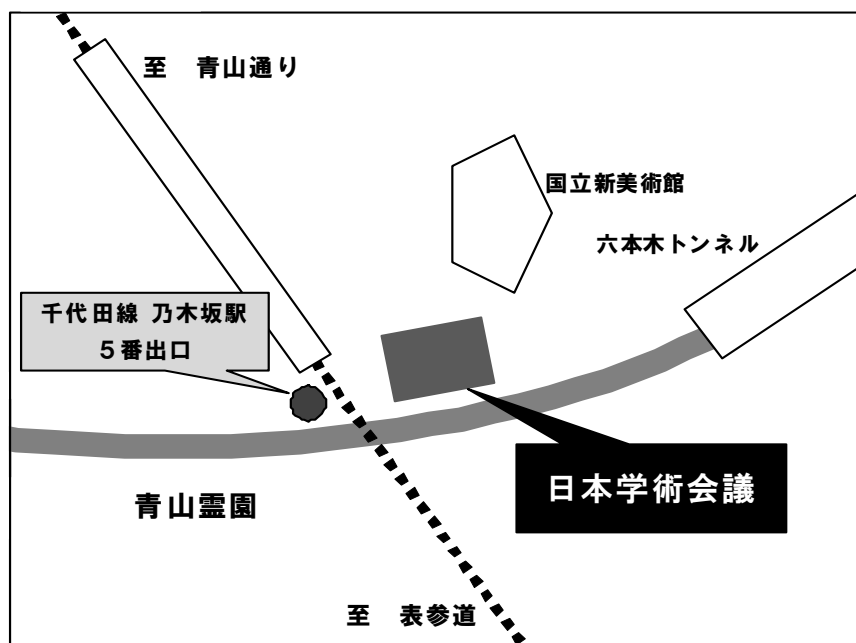 至　青山通り
国立新美術館
六本木トンネル
千代田線 乃木坂駅
５番出口
日本学術会議
青山霊園
至　表参道